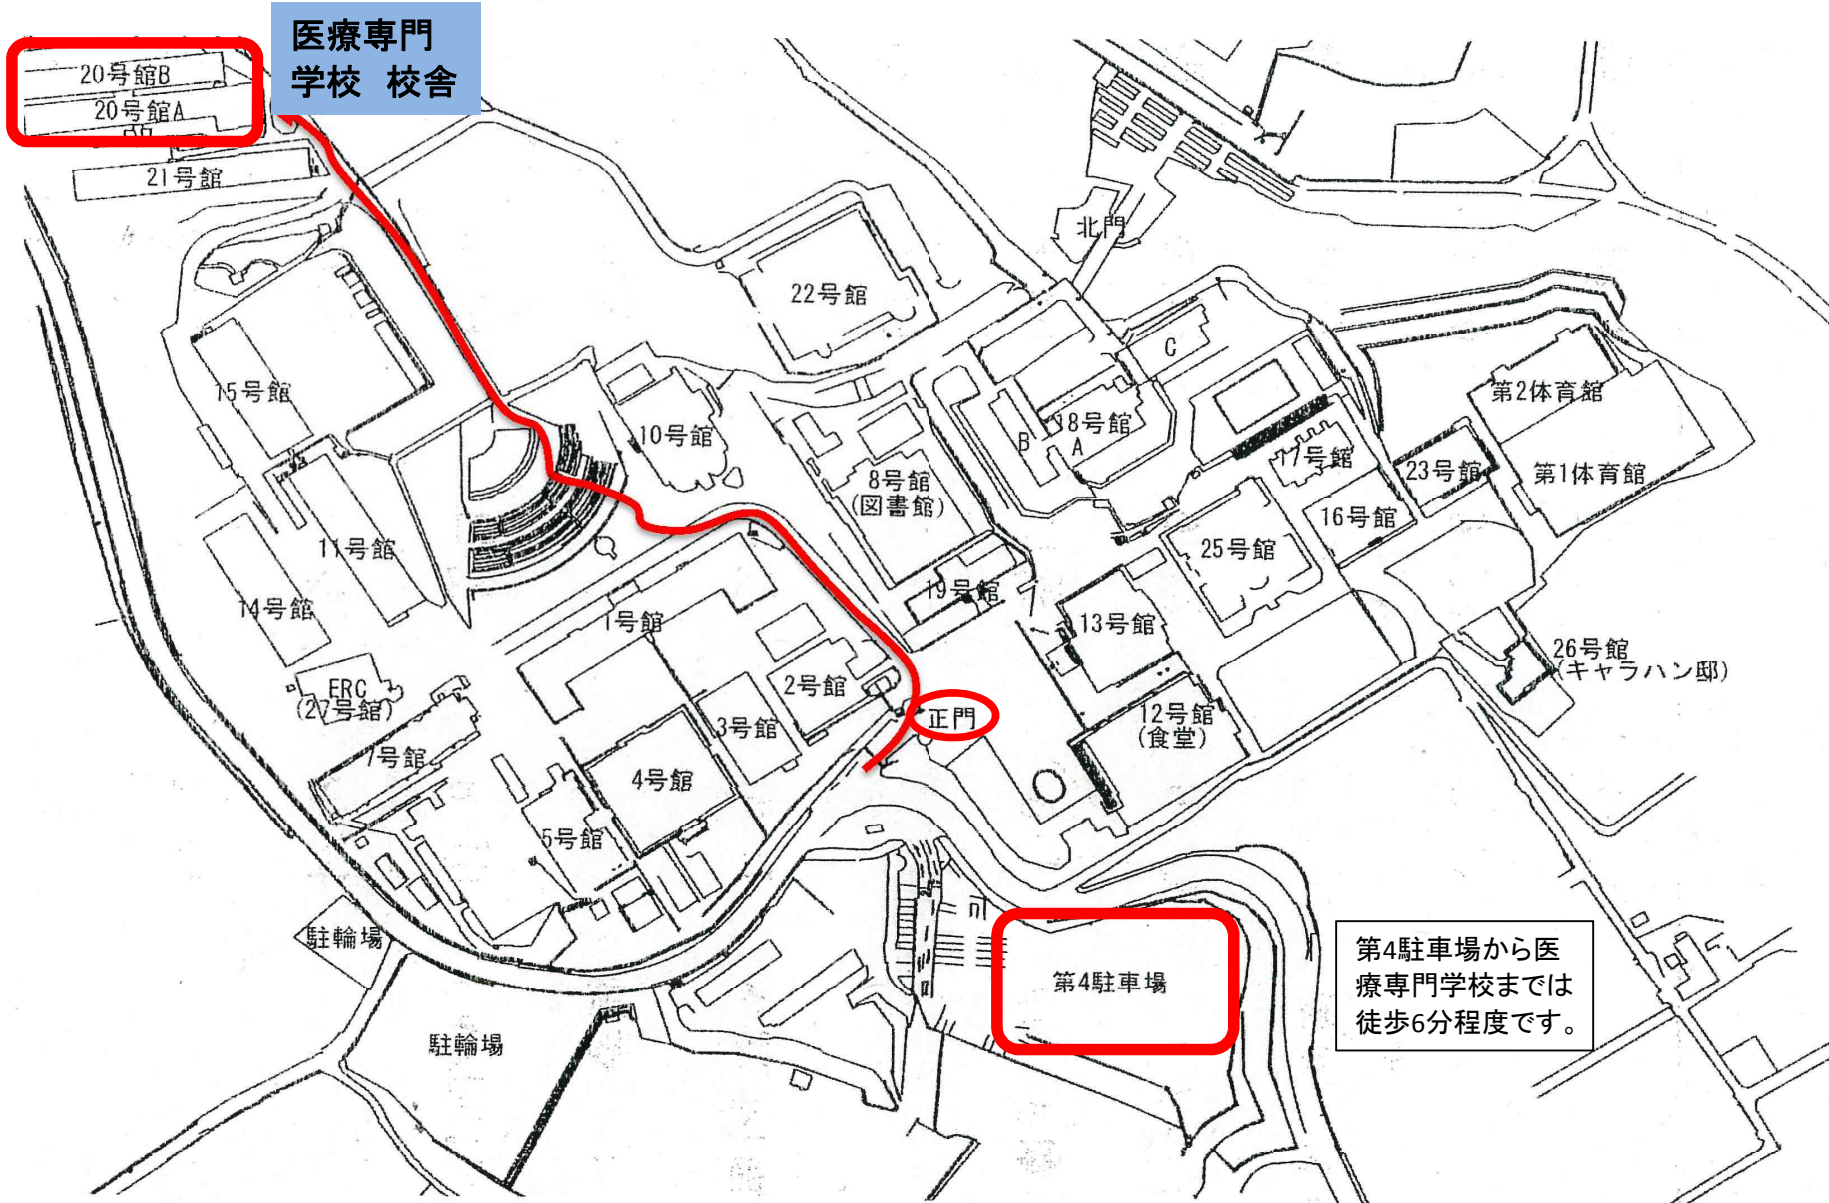 医療専門
学校 校舎
20号館B
20号館A
21号館
北門
22号館
C
15号館
10号館
18号館
B
A
8号館
(図書館)
17号館
23号館
第2体育館
第1体育館
16号館
25号館
11号館
14号館
19号館
1号館
13号館
26号館
(キャラハン邸)
ERC
(27号館)
2号館
3号館
正門
12号館
(食堂)
7号館
4号館
5号館
駐輪場
駐輪場
第4駐車場
第4駐車場から医
療専門学校までは
徒歩6分程度です。